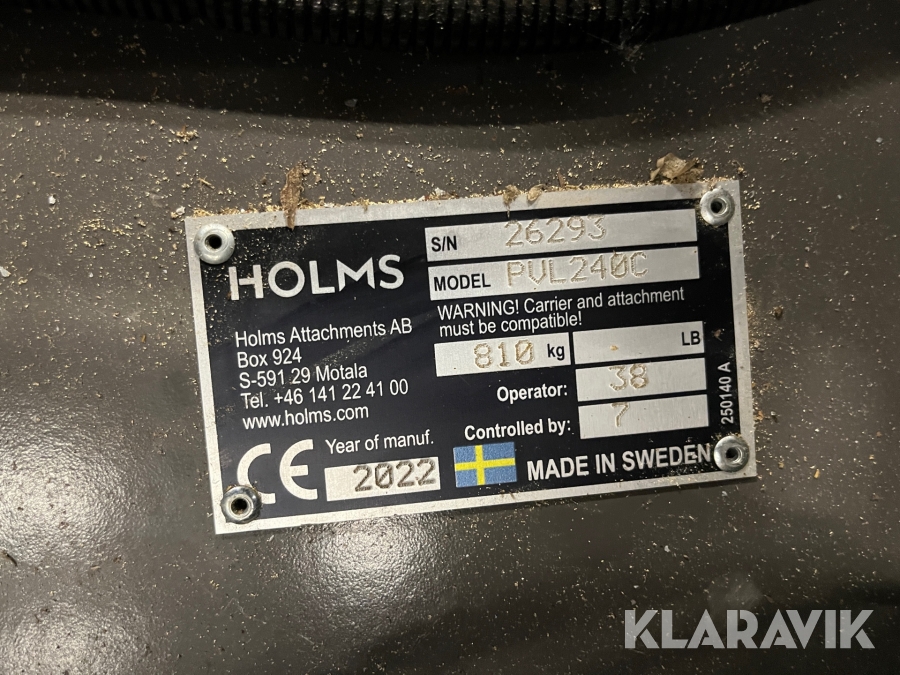 HOLMS
S/N 26293
MODEL PVL240C
WARNING! Carrier and attachment
must be compatible!
Holms Attachments AB
Box 924
S-591 29 Motala
Tel. +46 141 22 41 00
www.holms.com
810 kg
LB
Operator: 38
Controlled by: 7
250140 A
CE
Year of manuf.
2022
MADE IN SWEDEN
KLARAVIK